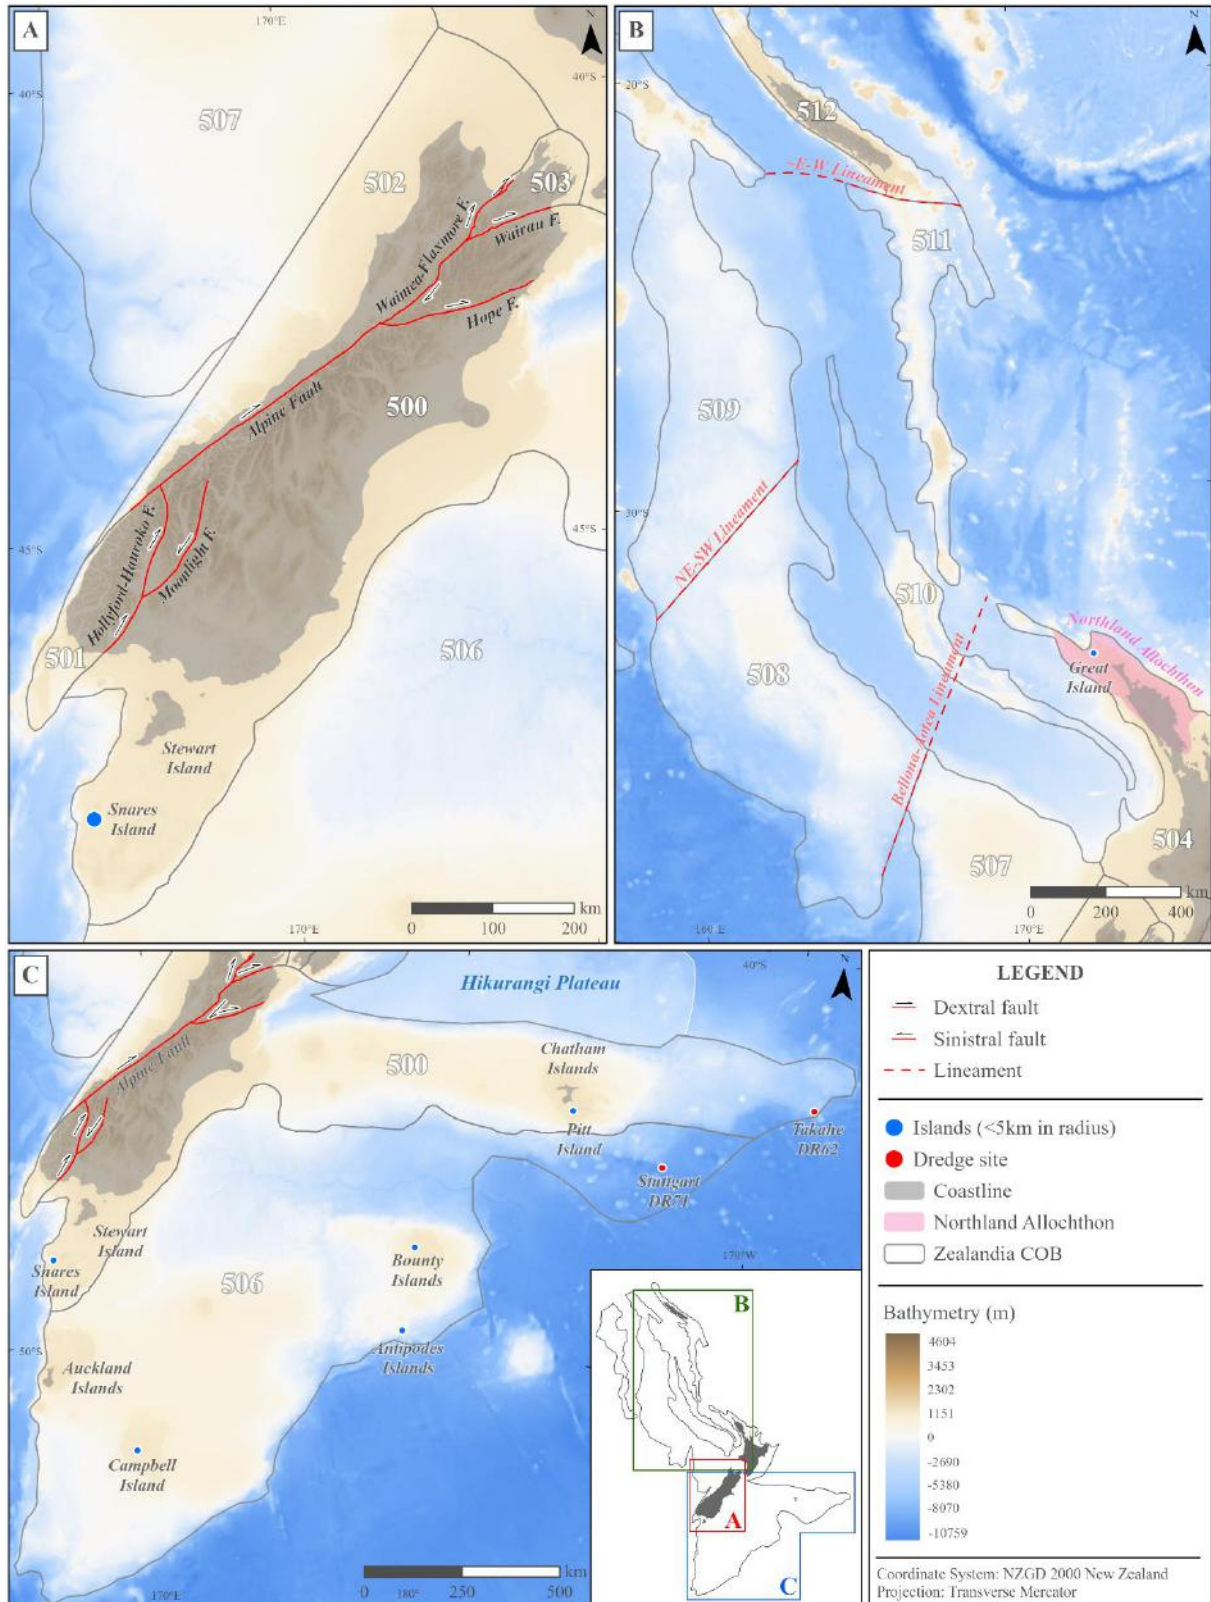 A
170°E
N
40°S
40°S
507
502
503
Waimea-Flaxmore F.
Wairau F.
Hope F.
Alpine Fault
500
Hollyford-Hauroko F.
Moonlight F.
45°S
45°S
501
506
Stewart
Island
Snares
Island
170°E
km
0 100 200
B
N
20°S
512
~E-W Lineament
511
509
30°S
NE-SW Lineament
510
508
Bellona-Aotea Lineament
Northland Allochthon
Great
Island
504
507
km
0 200 400
160°E
170°E
C
40°S
N
Hikurangi Plateau
Alpine Fault
500
Chatham
Islands
Pitt
Island
Takahe
DR62
Stuttgart
DR71
Stewart
Island
Snares
Island
506
Bounty
Islands
170°W
Antipodes
Islands
50°S
Auckland
Islands
Campbell
Island
170°E
km
0 250 500
180°
B
A
C
LEGEND
Dextral fault
Sinistral fault
Lineament
Islands (<5km in radius)
Dredge site
Coastline
Northland Allochthon
Zealandia COB
Bathymetry (m)
4604
3453
2302
1151
0
-2690
-5380
-8070
-10759
Coordinate System: NZGD 2000 New Zealand
Projection: Transverse Mercator